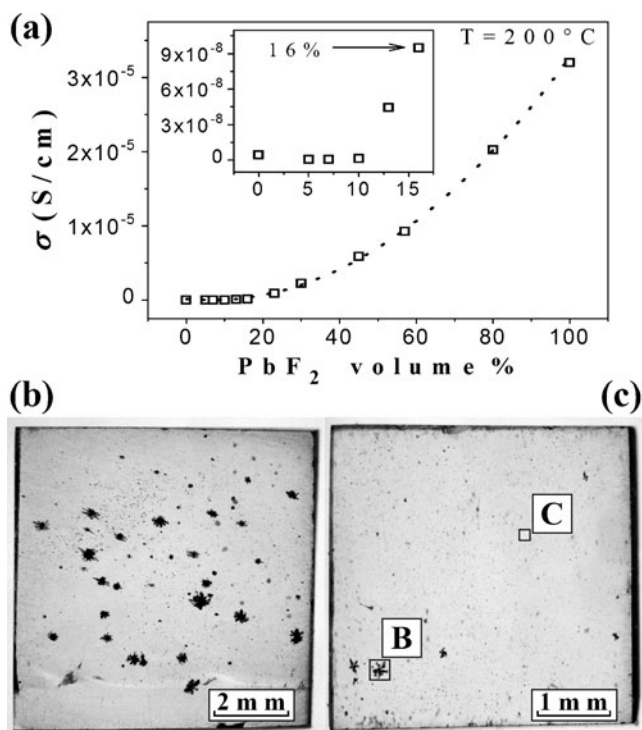 (a)
T=200°C
16%
9x10⁻⁸
6x10⁻⁸
3x10⁻⁸
0
0 5 10 15
3x10⁻⁵
2x10⁻⁵
1x10⁻⁵
0
σ (S/cm)
0 20 40 60 80 100
PbF₂ volume %
(b)
(c)
C
B
2 mm
1 mm